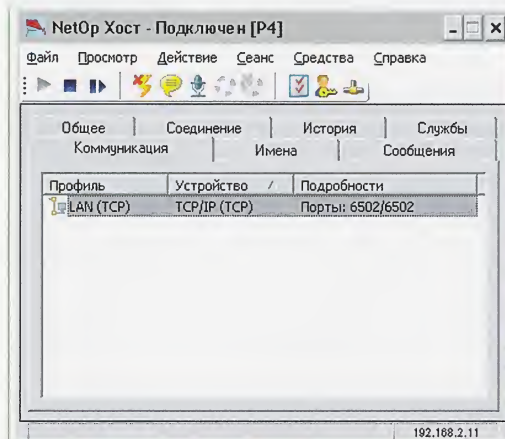 NetOp Хост - Подключен [P4]
Файл Просмотр Действие Сеанс Средства Справка
Общее Соединение История Службы
Коммуникация Имена Сообщения
Профиль Устройство Подробности
LAN (TCP) TCP/IP (TCP) Порты: 6502/6502
192.168.2.11